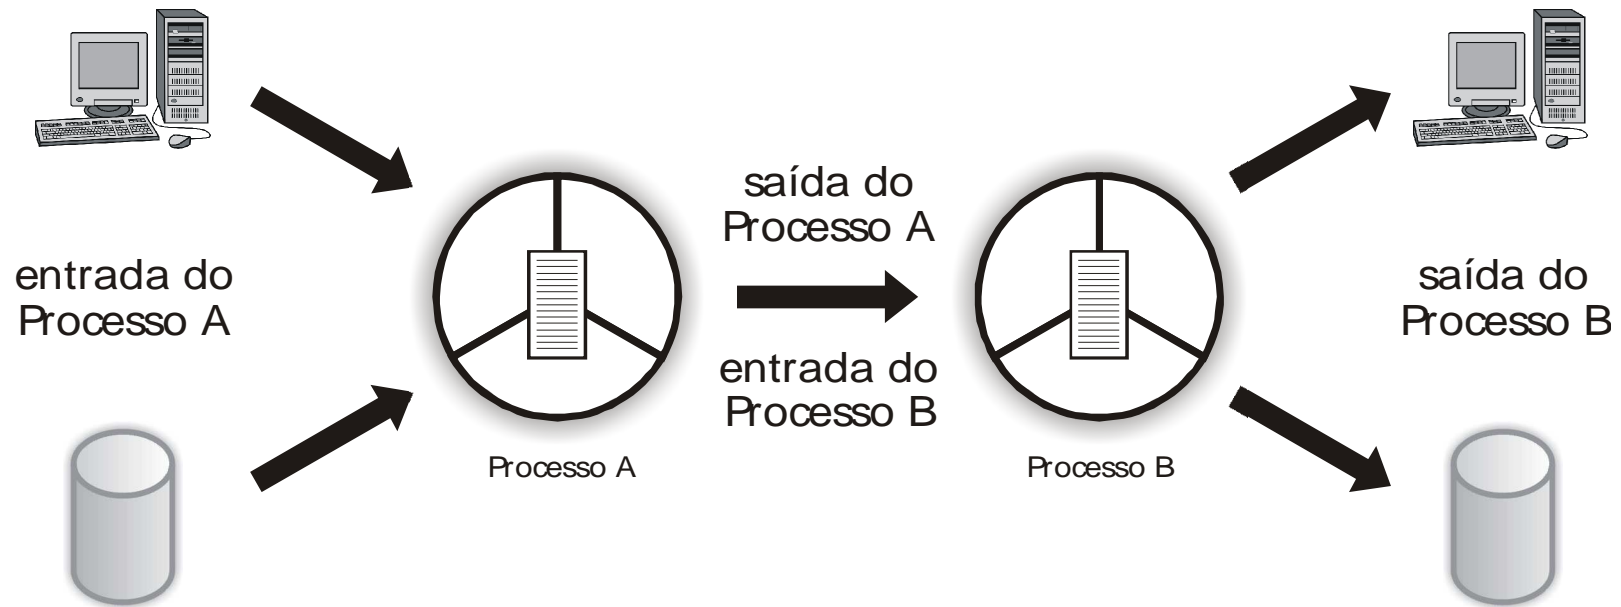 entrada do
Processo A
Processo A
saída do
Processo A
entrada do
Processo B
Processo B
saída do
Processo B